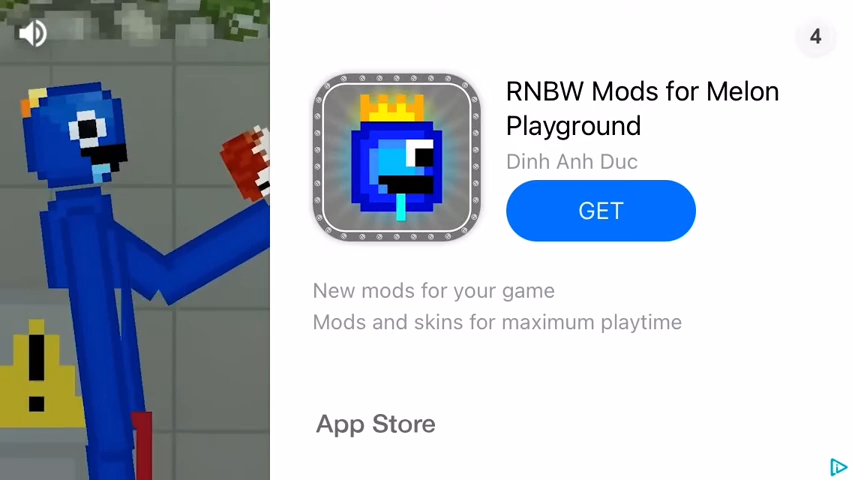 4
RNBW Mods for Melon
Playground
Dinh Anh Duc
GET
New mods for your game
Mods and skins for maximum playtime
App Store
!